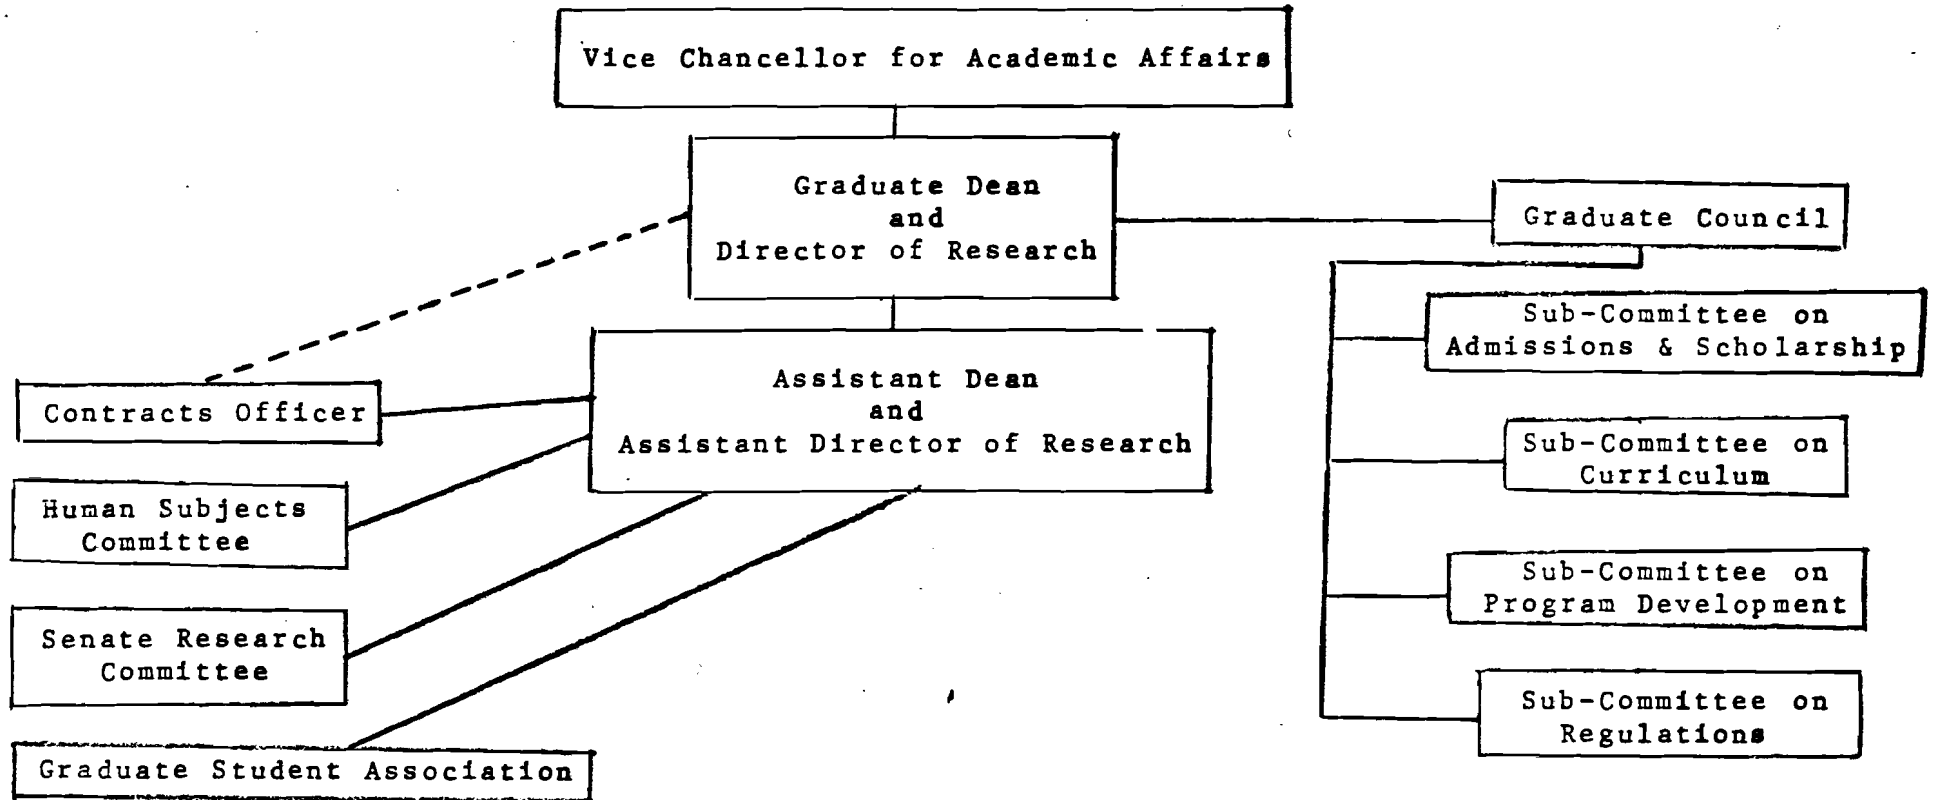 Vice Chancellor for Academic Affairs
Graduate Dean
and
Director of Research
Graduate Council
Sub-Committee on
Admissions & Scholarship
Assistant Dean
and
Assistant Director of Research
Contracts Officer
Sub-Committee on
Curriculum
Human Subjects
Committee
Sub-Committee on
Program Development
Senate Research
Committee
Sub-Committee on
Regulations
Graduate Student Association